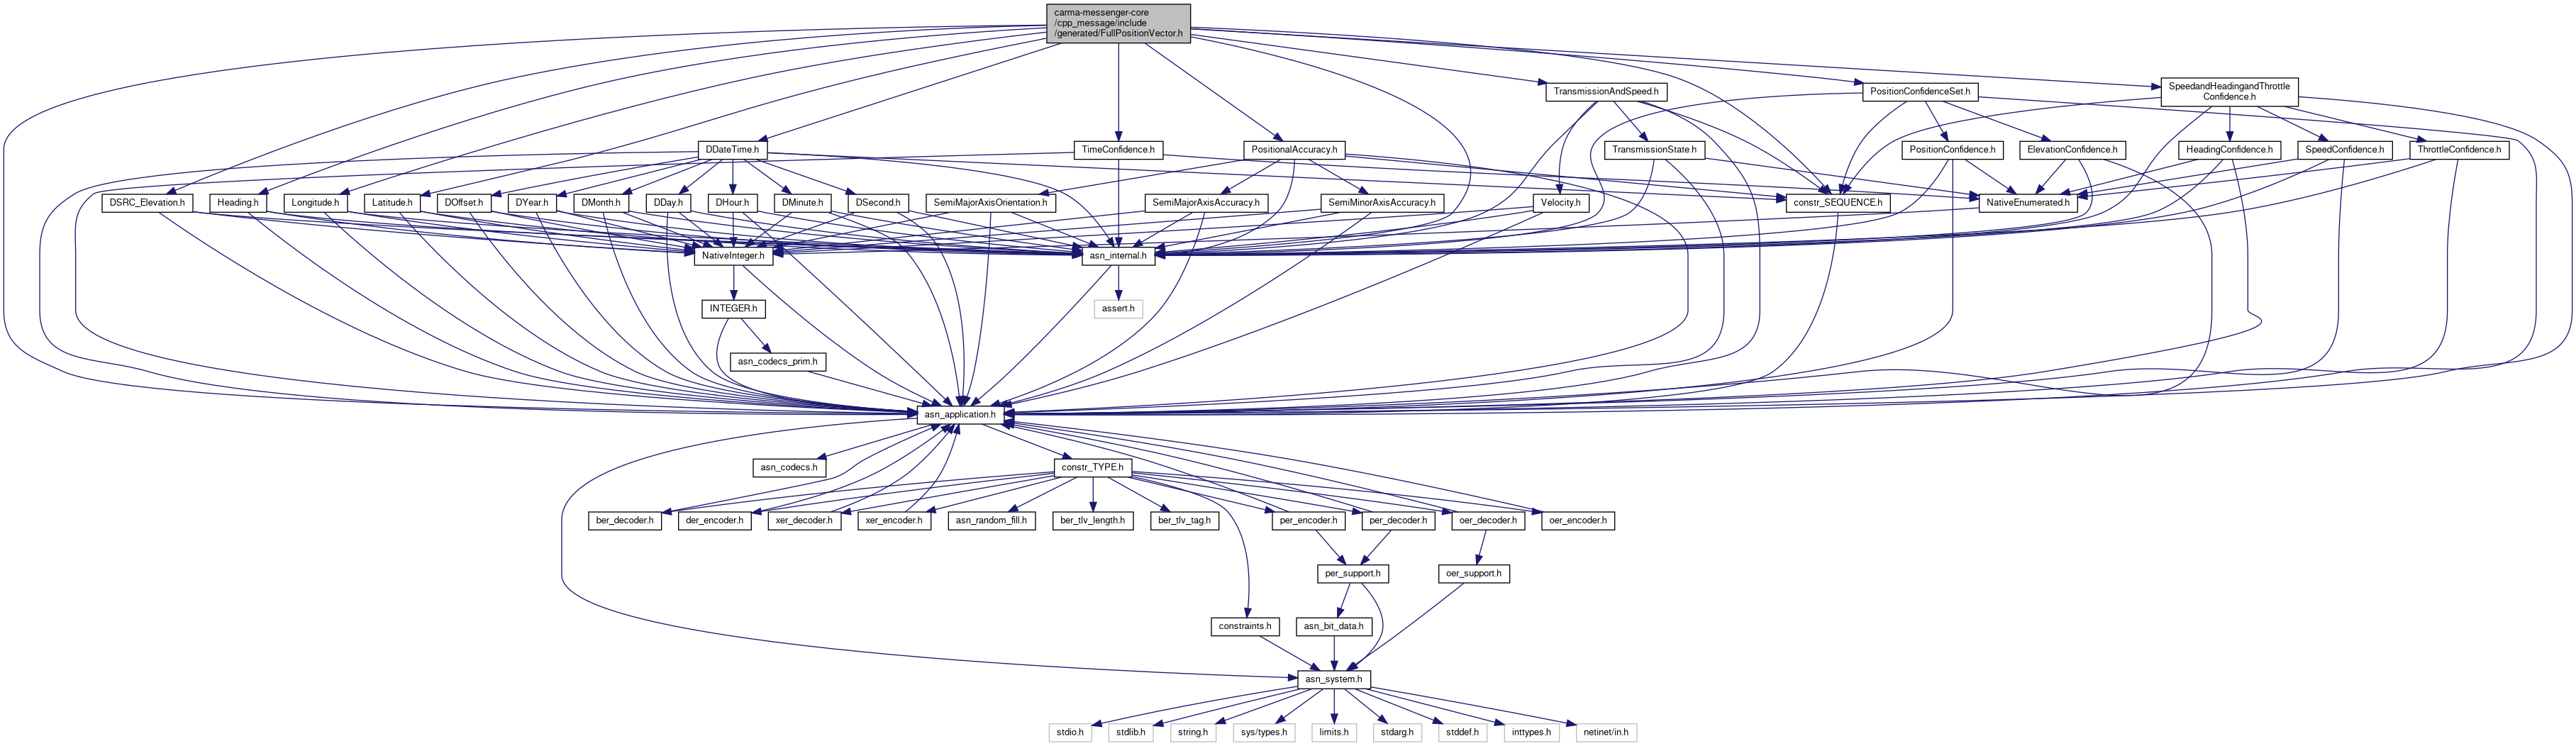 carma-messenger-core
/cpp_message/include
/generated/FullPositionVector.h
TransmissionAndSpeed.h
PositionConfidenceSet.h
SpeedandHeadingandThrottle
Confidence.h
DDateTime.h
TimeConfidence.h
PositionalAccuracy.h
TransmissionState.h
PositionConfidence.h
ElevationConfidence.h
HeadingConfidence.h
SpeedConfidence.h
ThrottleConfidence.h
DSRC_Elevation.h
Heading.h
Longitude.h
Latitude.h
DOffset.h
DYear.h
DMonth.h
DDay.h
DHour.h
DMinute.h
DSecond.h
SemiMajorAxisOrientation.h
SemiMajorAxisAccuracy.h
SemiMinorAxisAccuracy.h
Velocity.h
constr_SEQUENCE.h
NativeEnumerated.h
NativeInteger.h
asn_internal.h
INTEGER.h
assert.h
asn_codecs_prim.h
asn_application.h
asn_codecs.h
constr_TYPE.h
ber_decoder.h
der_encoder.h
xer_decoder.h
xer_encoder.h
asn_random_fill.h
ber_tlv_length.h
ber_tlv_tag.h
per_encoder.h
per_decoder.h
oer_decoder.h
oer_encoder.h
per_support.h
oer_support.h
constraints.h
asn_bit_data.h
asn_system.h
stdio.h
stdlib.h
string.h
sys/types.h
limits.h
stdarg.h
stddef.h
inttypes.h
netinet/in.h